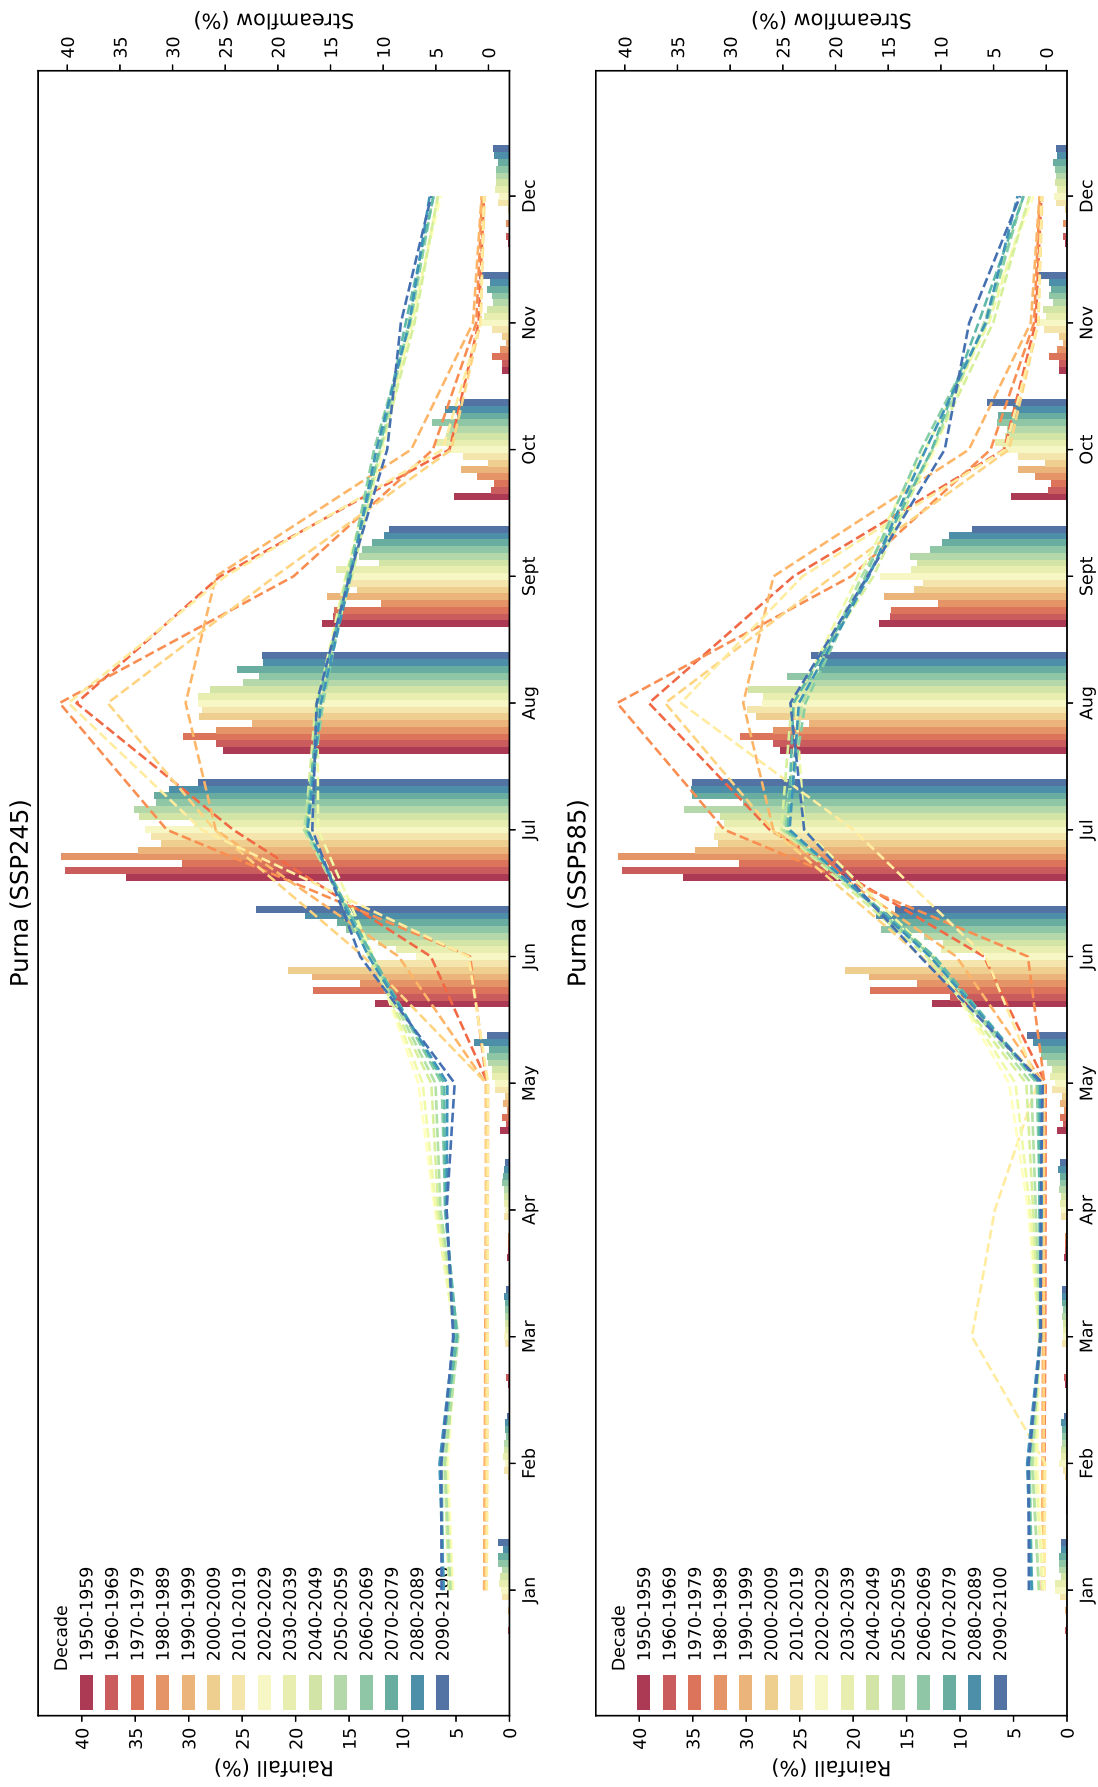 Purna (SSP245)
Decade
1950-1959
1960-1969
1970-1979
1980-1989
1990-1999
2000-2009
2010-2019
2020-2029
2030-2039
2040-2049
2050-2059
2060-2069
2070-2079
2080-2089
2090-2100
Rainfall (%)
40
35
30
25
20
15
10
5
0
Streamflow (%)
40
35
30
25
20
15
10
5
0
Jan
Feb
Mar
Apr
May
Jun
Jul
Aug
Sept
Oct
Nov
Dec
Purna (SSP585)
Decade
1950-1959
1960-1969
1970-1979
1980-1989
1990-1999
2000-2009
2010-2019
2020-2029
2030-2039
2040-2049
2050-2059
2060-2069
2070-2079
2080-2089
2090-2100
Rainfall (%)
40
35
30
25
20
15
10
5
0
Streamflow (%)
40
35
30
25
20
15
10
5
0
Jan
Feb
Mar
Apr
May
Jun
Jul
Aug
Sept
Oct
Nov
Dec